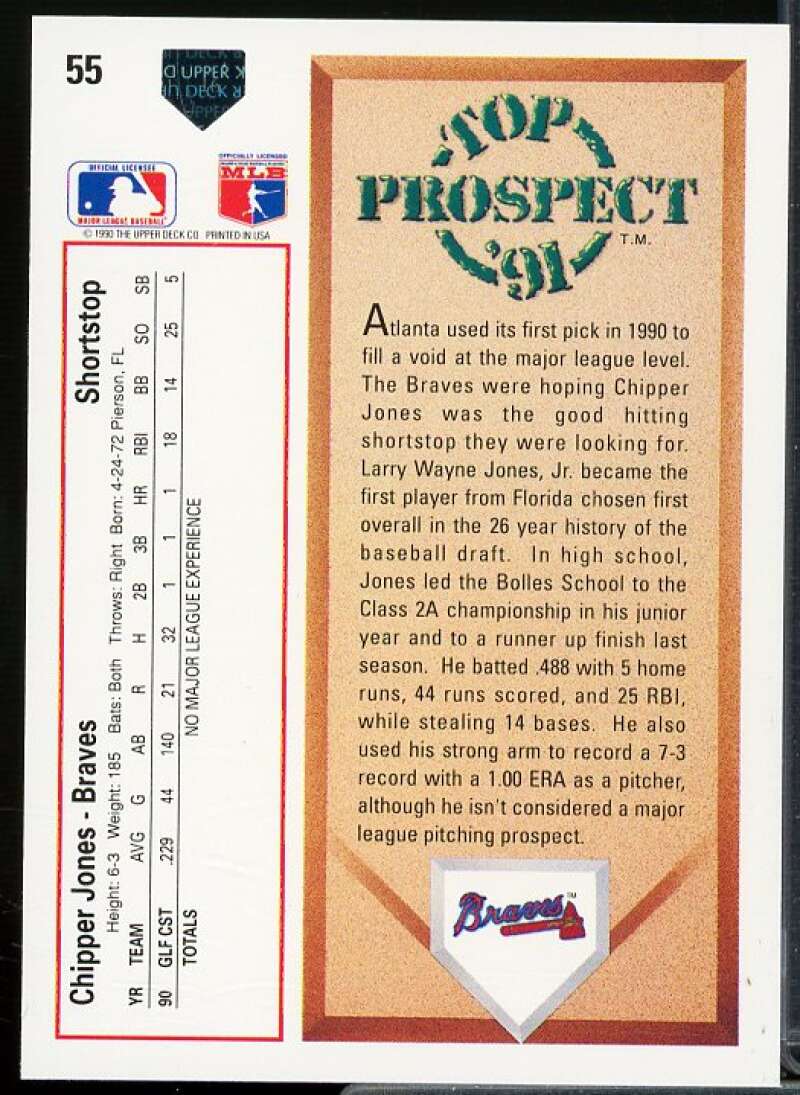 55
UPPER
DECK
UPPER
OFFICIAL LICENSEE
MAJOR LEAGUE BASEBALL
OFFICIALLY LICENSED
MLB
© 1990 THE UPPER DECK CO. PRINTED IN USA
Chipper Jones - Braves Shortstop
Height: 6-3 Weight: 185 Bats: Both Throws: Right Born: 4-24-72 Pierson, FL
YR TEAM AVG G AB R H 2B 3B HR RBI BB SO SB
90 GLF CST .229 44 140 21 32 1 1 1 18 14 25 5
TOTALS NO MAJOR LEAGUE EXPERIENCE
TOP
PROSPECT
'91
T.M.
Atlanta used its first pick in 1990 to
fill a void at the major league level.
The Braves were hoping Chipper
Jones was the good hitting
shortstop they were looking for.
Larry Wayne Jones, Jr. became the
first player from Florida chosen first
overall in the 26 year history of the
baseball draft. In high school,
Jones led the Bolles School to the
Class 2A championship in his junior
year and to a runner up finish last
season. He batted .488 with 5 home
runs, 44 runs scored, and 25 RBI,
while stealing 14 bases. He also
used his strong arm to record a 7-3
record with a 1.00 ERA as a pitcher,
although he isn't considered a major
league pitching prospect.
Braves™